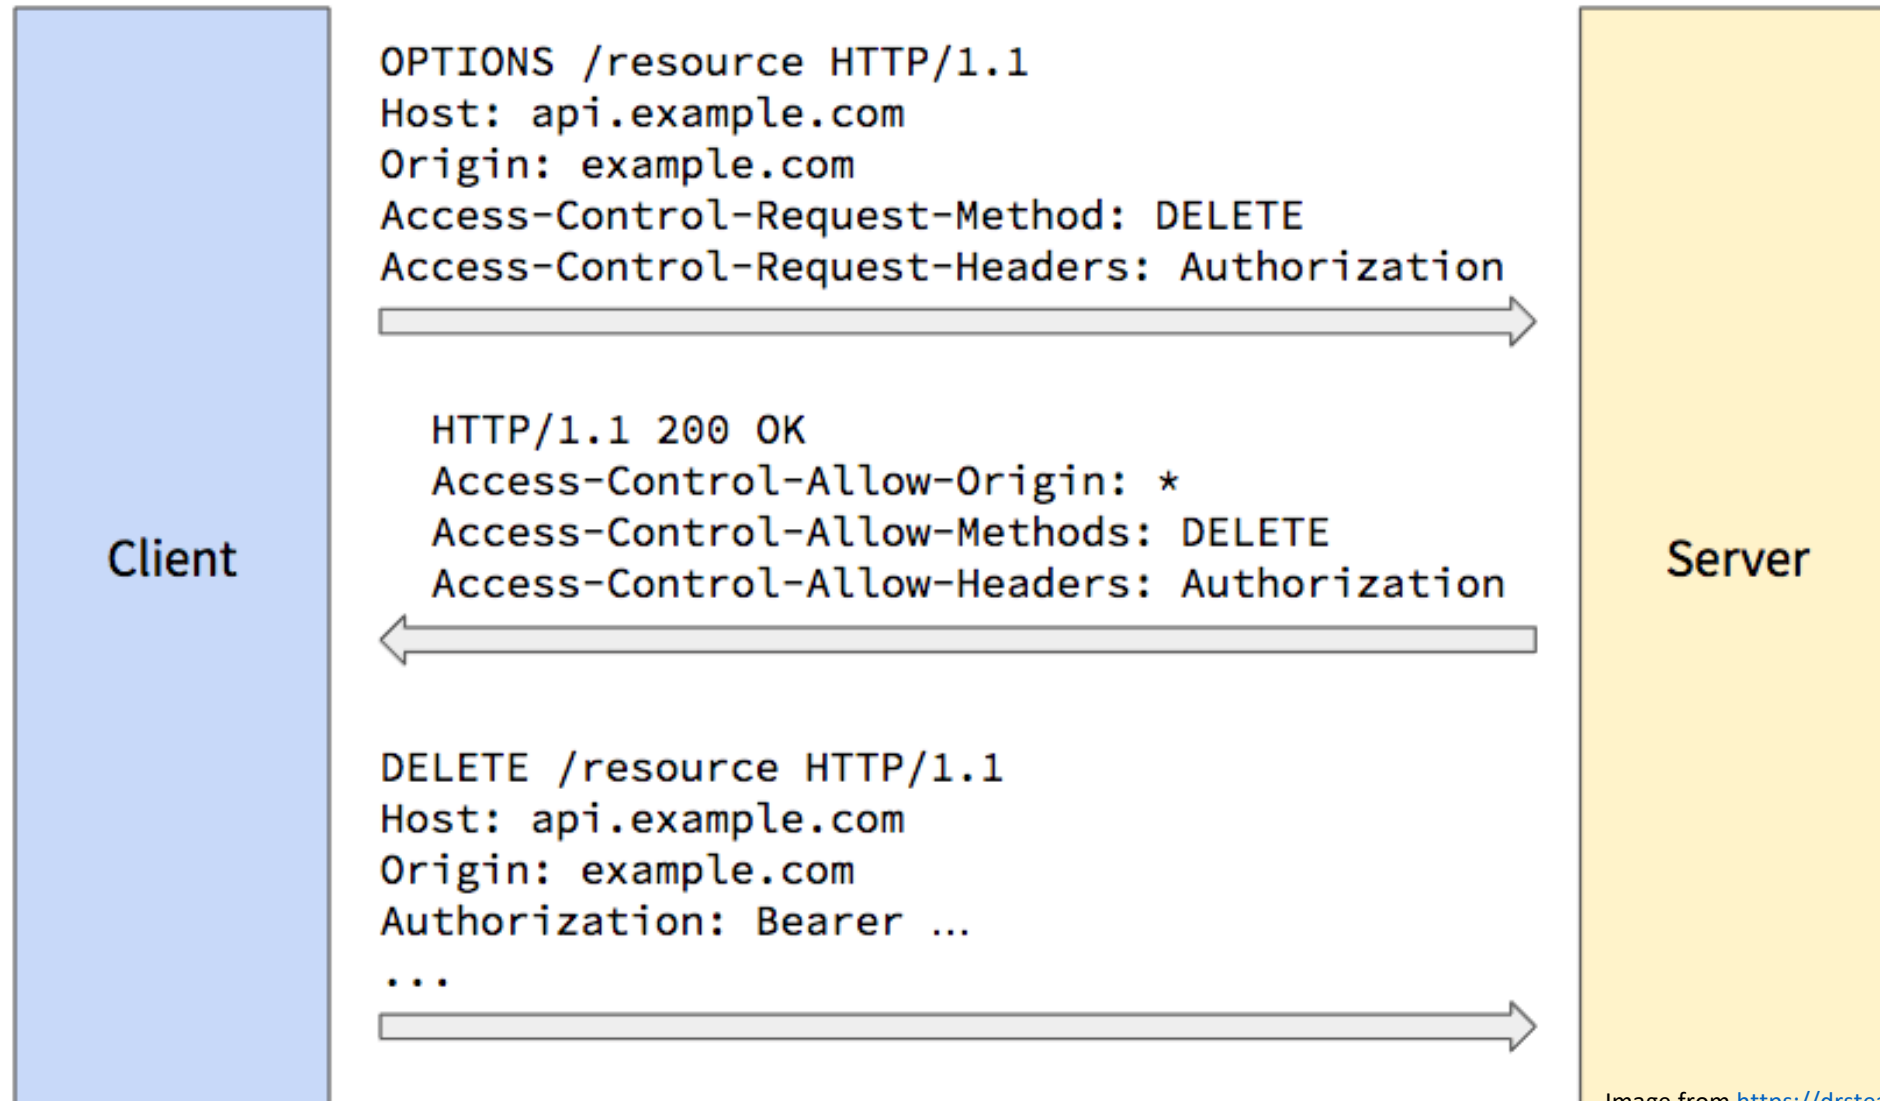 OPTIONS /resource HTTP/1.1
Host: api.example.com
Origin: example.com
Access-Control-Request-Method: DELETE
Access-Control-Request-Headers: Authorization
HTTP/1.1 200 OK
Access-Control-Allow-Origin: *
Access-Control-Allow-Methods: DELETE
Access-Control-Allow-Headers: Authorization
Client
Server
DELETE /resource HTTP/1.1
Host: api.example.com
Origin: example.com
Authorization: Bearer ...
...
Image from